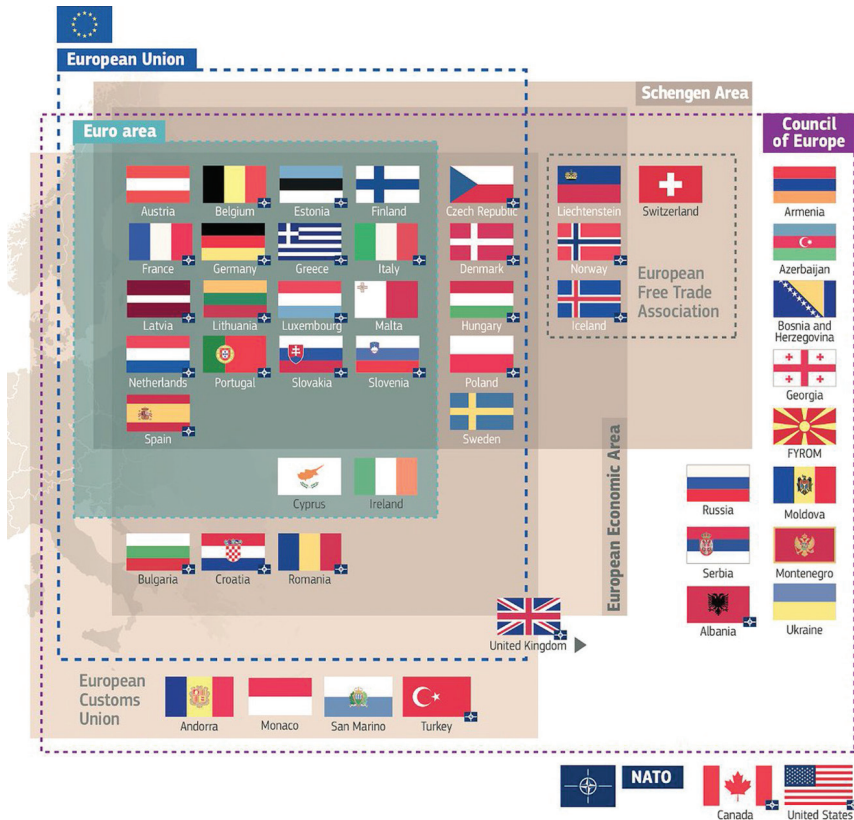 European Union
Schengen Area
Euro area
Council
of Europe
Austria
Belgium
Estonia
Finland
Czech Republic
Liechtenstein
Switzerland
Armenia
France
Germany
Greece
Italy
Denmark
Norway
European
Free Trade
Association
Azerbaijan
Latvia
Lithuania
Luxembourg
Malta
Hungary
Iceland
Bosnia and
Herzegovina
Netherlands
Portugal
Slovakia
Slovenia
Poland
Georgia
Spain
Sweden
European Economic Area
FYROM
Cyprus
Ireland
Russia
Moldova
Bulgaria
Croatia
Romania
Serbia
Montenegro
United Kingdom
Albania
Ukraine
European
Customs
Union
Andorra
Monaco
San Marino
Turkey
NATO
Canada
United States